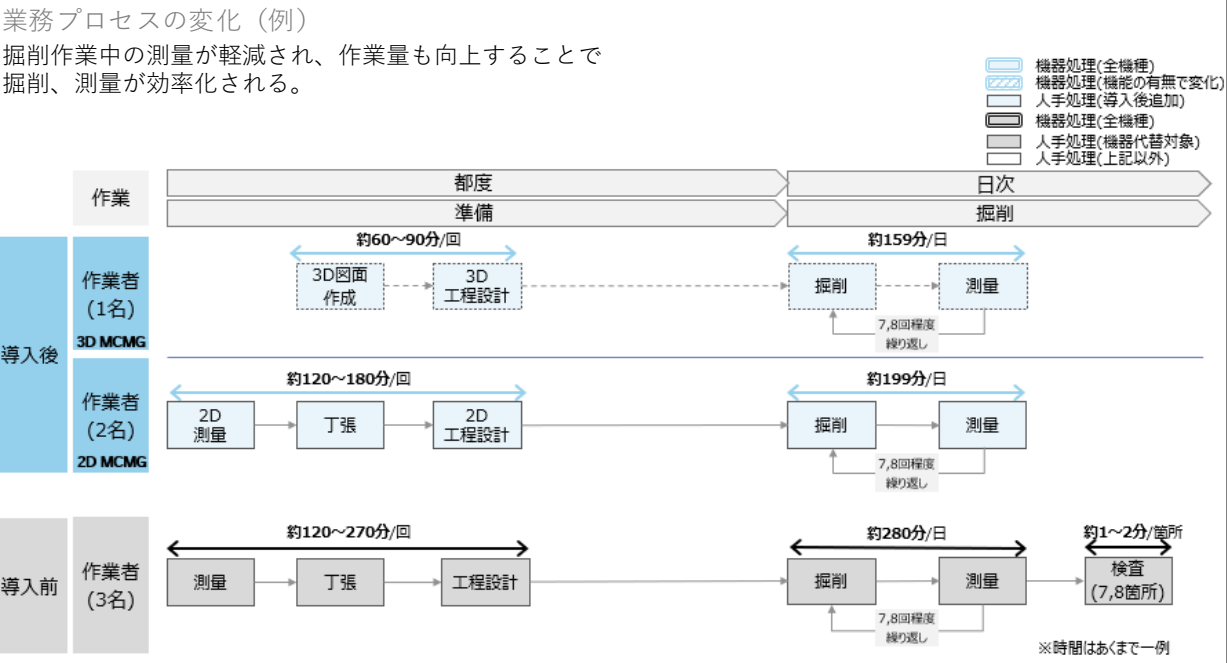 業務プロセスの変化（例）
掘削作業中の測量が軽減され、作業量も向上することで
掘削、測量が効率化される。
機器処理(全機種)
機器処理(機能の有無で変化)
人手処理(導入後追加)
機器処理(全機種)
人手処理(機器代替対象)
人手処理(上記以外)
作業
都度
日次
準備
掘削
導入後
作業者
(1名)
3D MCMG
約60～90分/回
3D図面
作成
3D
工程設計
約159分/日
掘削
測量
7,8回程度
繰り返し
作業者
(2名)
2D MCMG
約120～180分/回
2D
測量
丁張
2D
工程設計
約199分/日
掘削
測量
7,8回程度
繰り返し
導入前
作業者
(3名)
約120～270分/回
測量
丁張
工程設計
約280分/日
掘削
測量
7,8回程度
繰り返し
約1～2分/箇所
検査
(7,8箇所)
※時間はあくまで一例